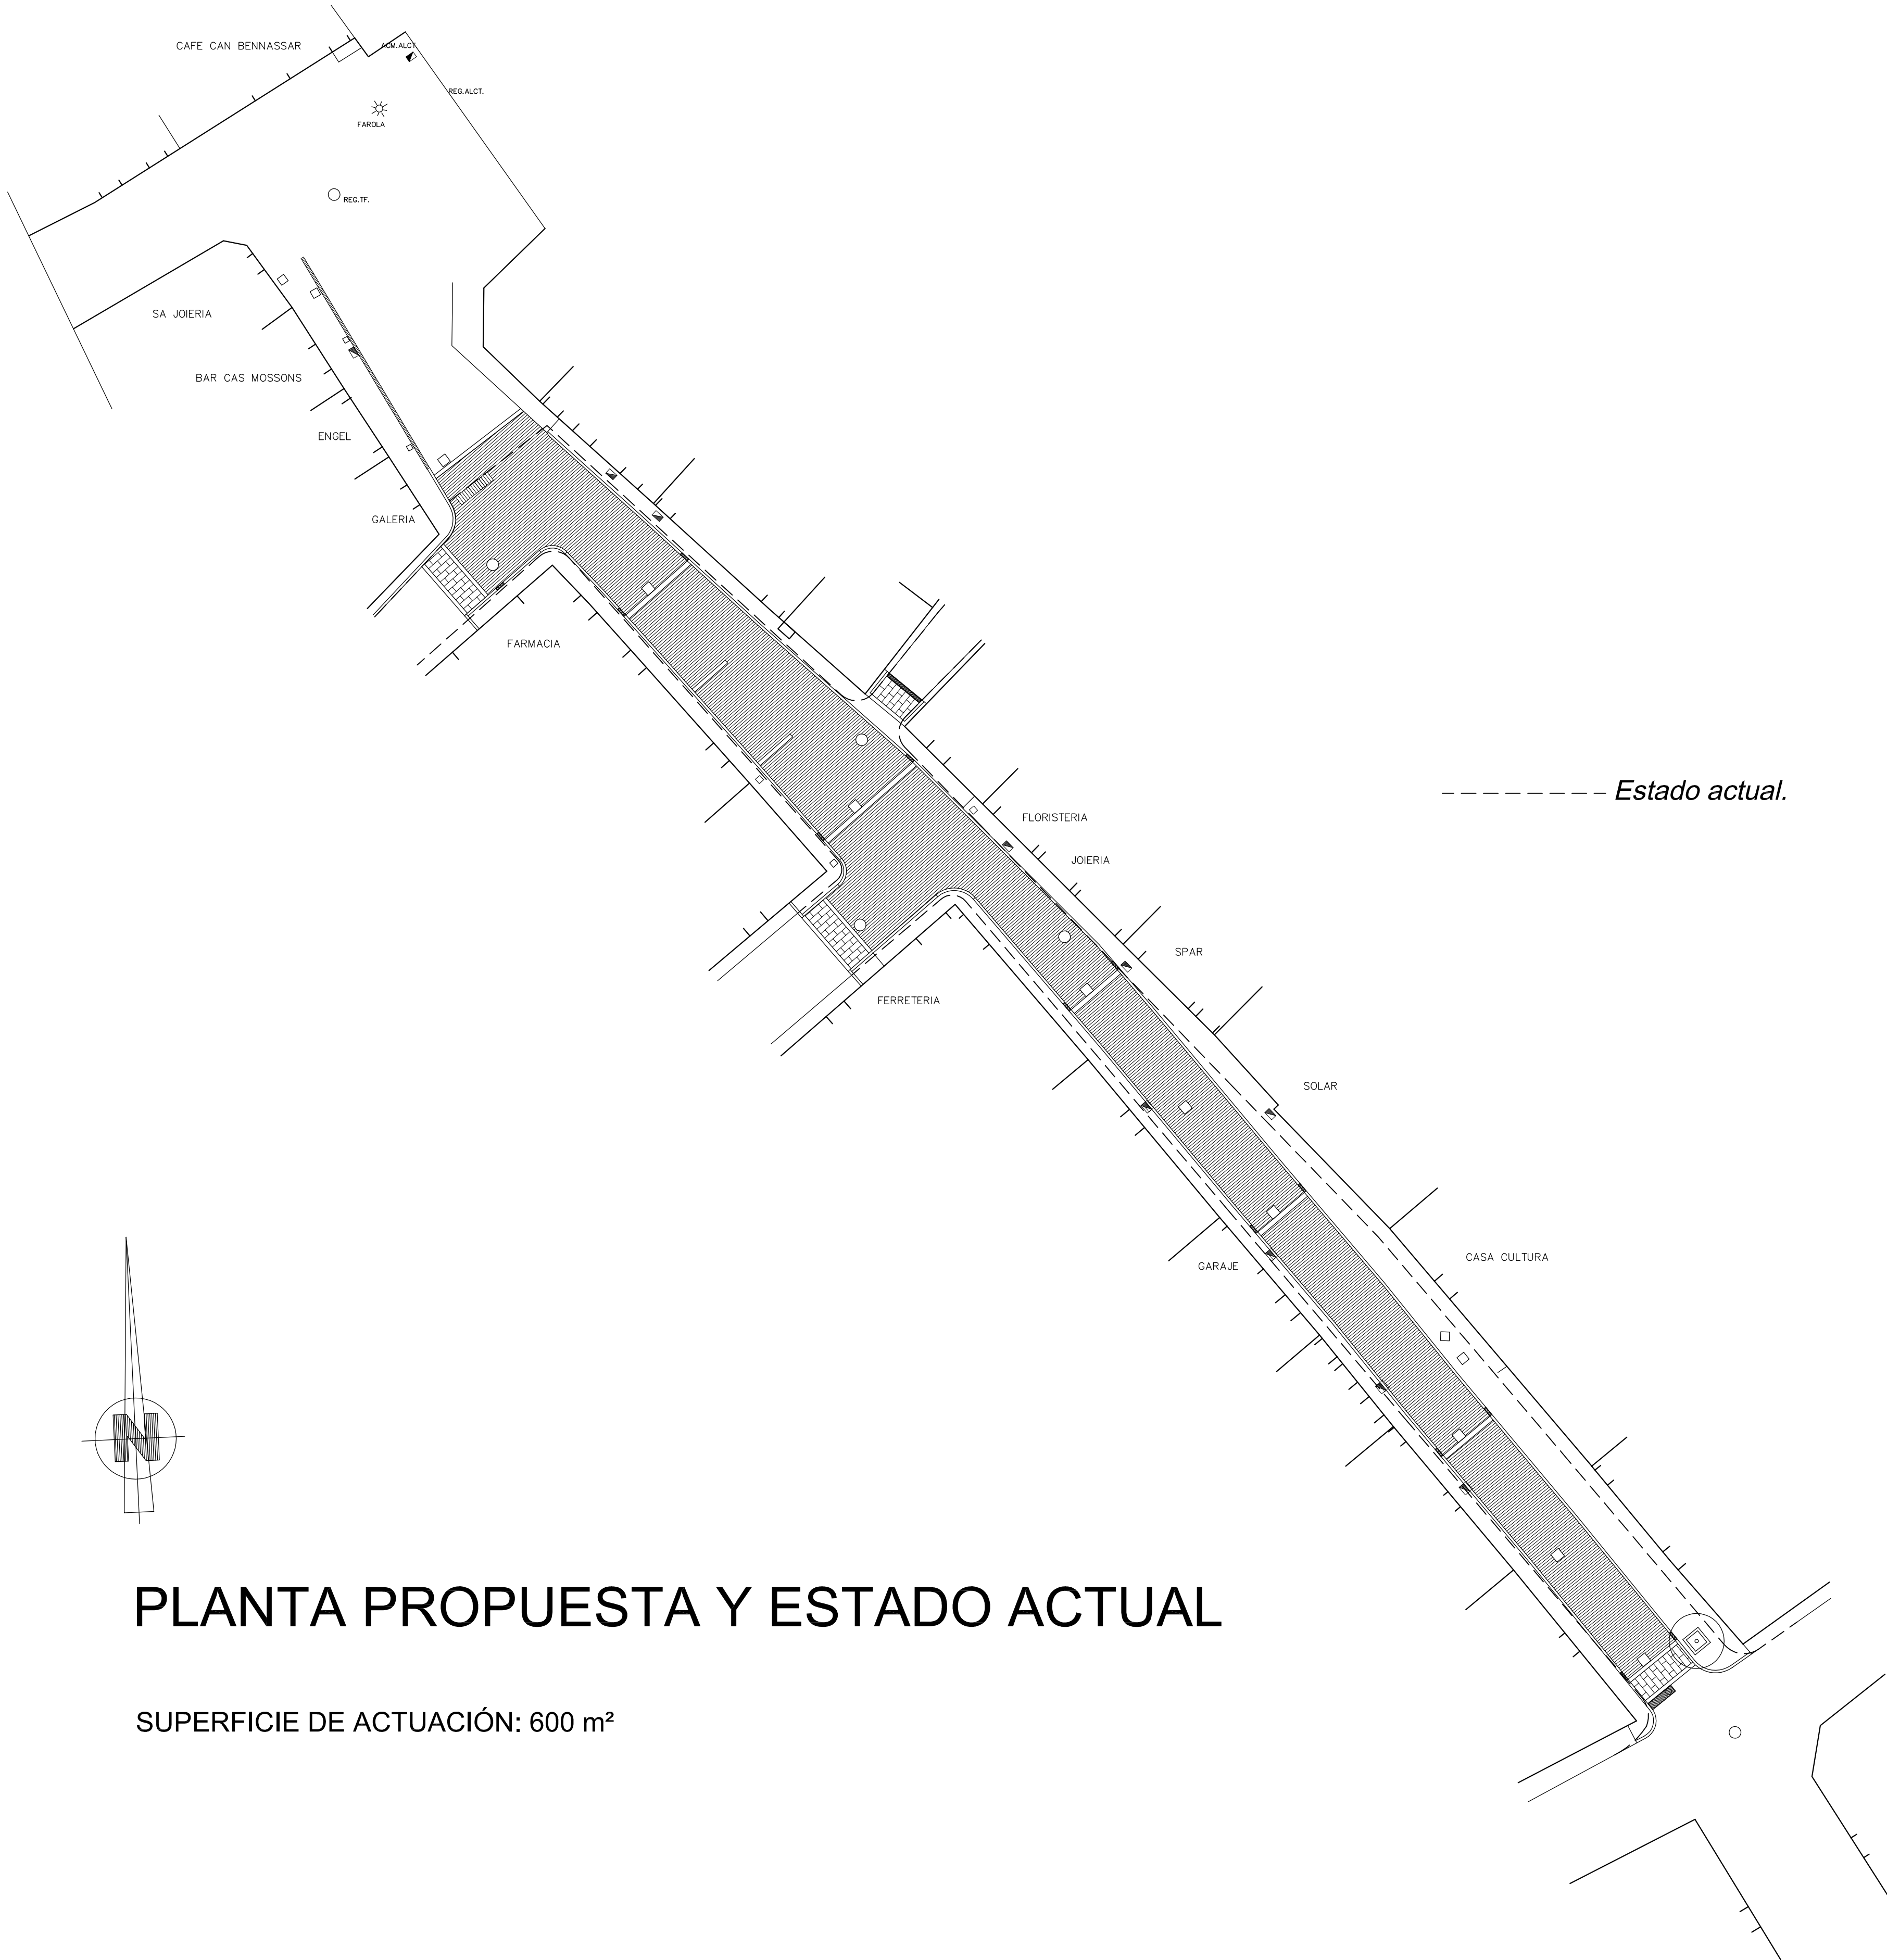 CAFE CAN BENNASSAR
ACM.ALCT.
REG.ALCT.
FAROLA
REG.TF.
SA JOIERIA
BAR CAS MOSSONS
ENGEL
GALERIA
FARMACIA
Estado actual.
FLORISTERIA
JOIERIA
SPAR
FERRETERIA
SOLAR
CASA CULTURA
GARAJE
N
PLANTA PROPUESTA Y ESTADO ACTUAL
SUPERFICIE DE ACTUACIÓN: 600 m²